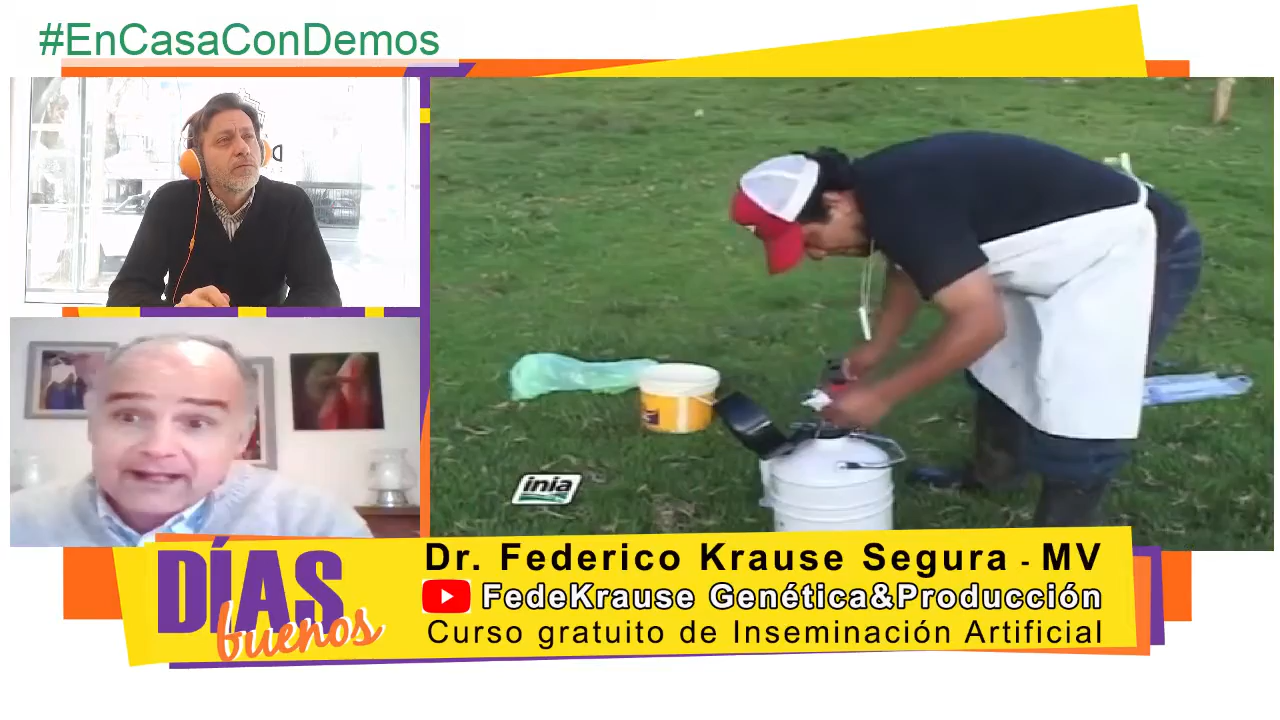 #EnCasaConDemos
inia
DÍAS
buenos
Dr. Federico Krause Segura - MV
FedeKrause Genética&Producción
Curso gratuito de Inseminación Artificial